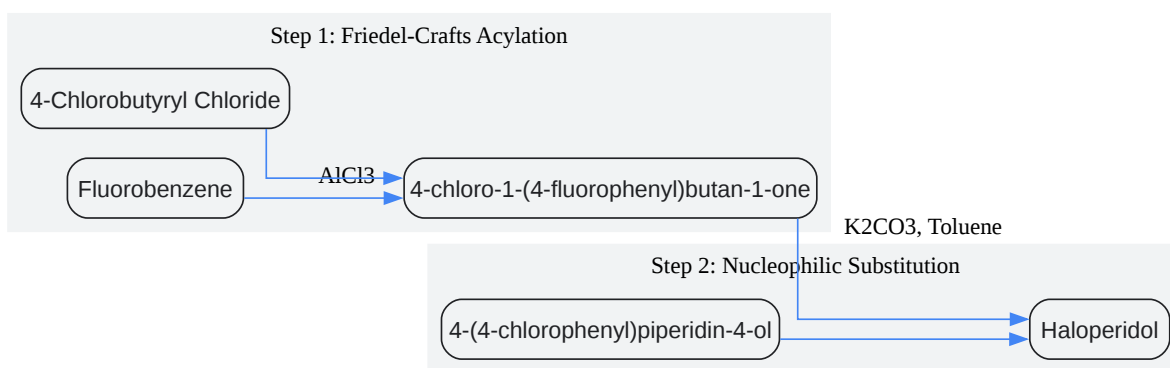 Step 1: Friedel-Crafts Acylation
4-Chlorobutyryl Chloride
Fluorobenzene
AlCl3
4-chloro-1-(4-fluorophenyl)butan-1-one
K2CO3, Toluene
Step 2: Nucleophilic Substitution
4-(4-chlorophenyl)piperidin-4-ol
Haloperidol